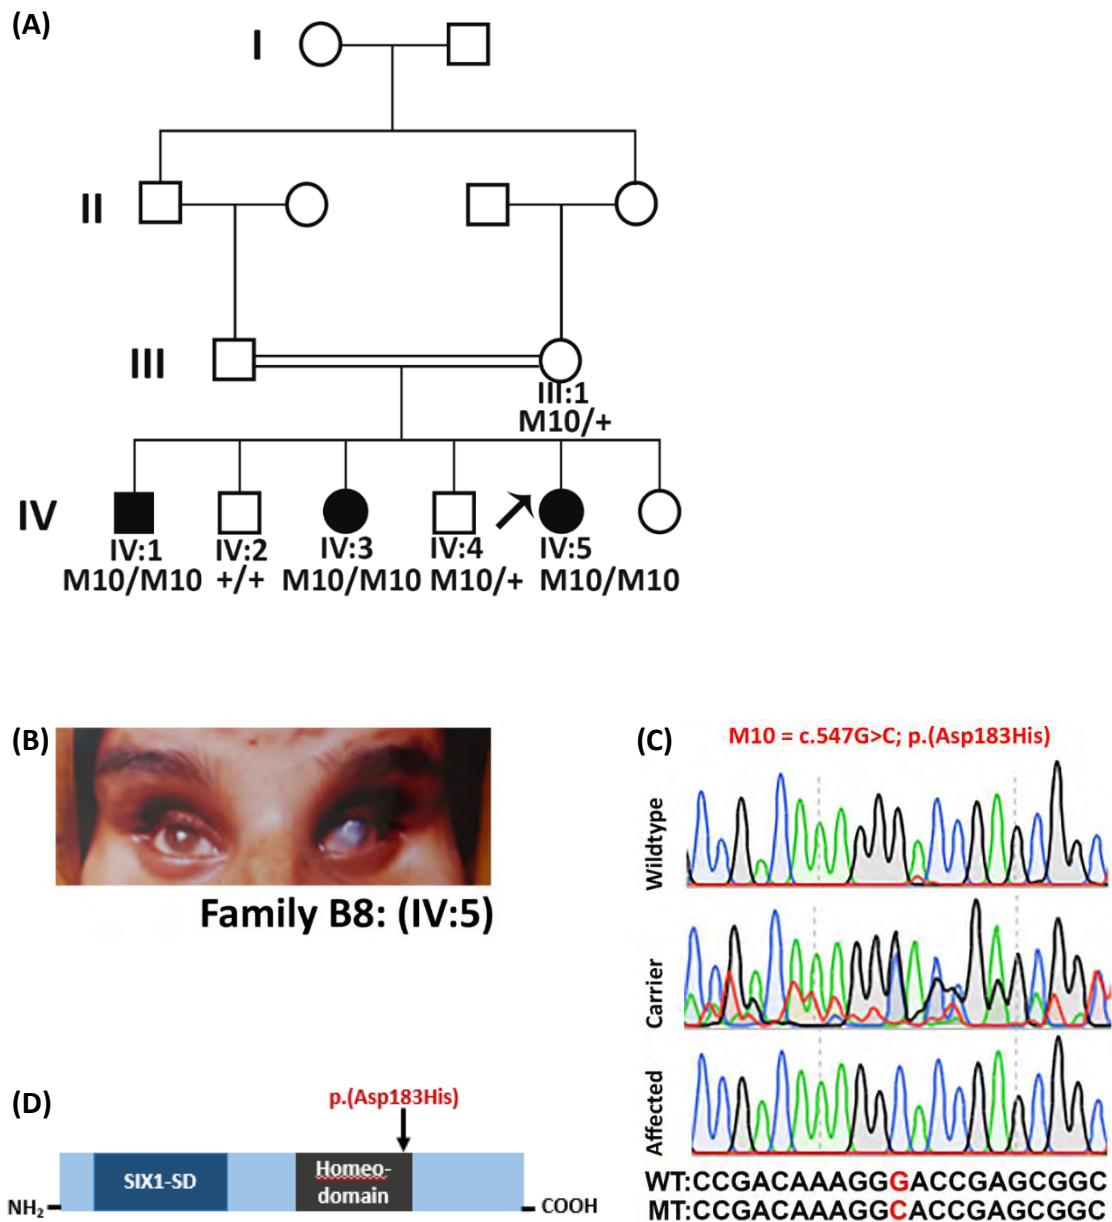 (A)
I
II
III
III:1
M10/+
IV
IV:1 IV:2 IV:3 IV:4 IV:5
M10/M10 +/+ M10/M10 M10/+ M10/M10
(B)
Family B8: (IV:5)
(C)
M10 = c.547G>C; p.(Asp183His)
Wildtype
Carrier
Affected
WT:CCGACAAAGGGACCGAGCGGC
MT:CCGACAAAGGCACCGAGCGGC
(D)
p.(Asp183His)
SIX1-SD
Homeo-
domain
NH2
COOH